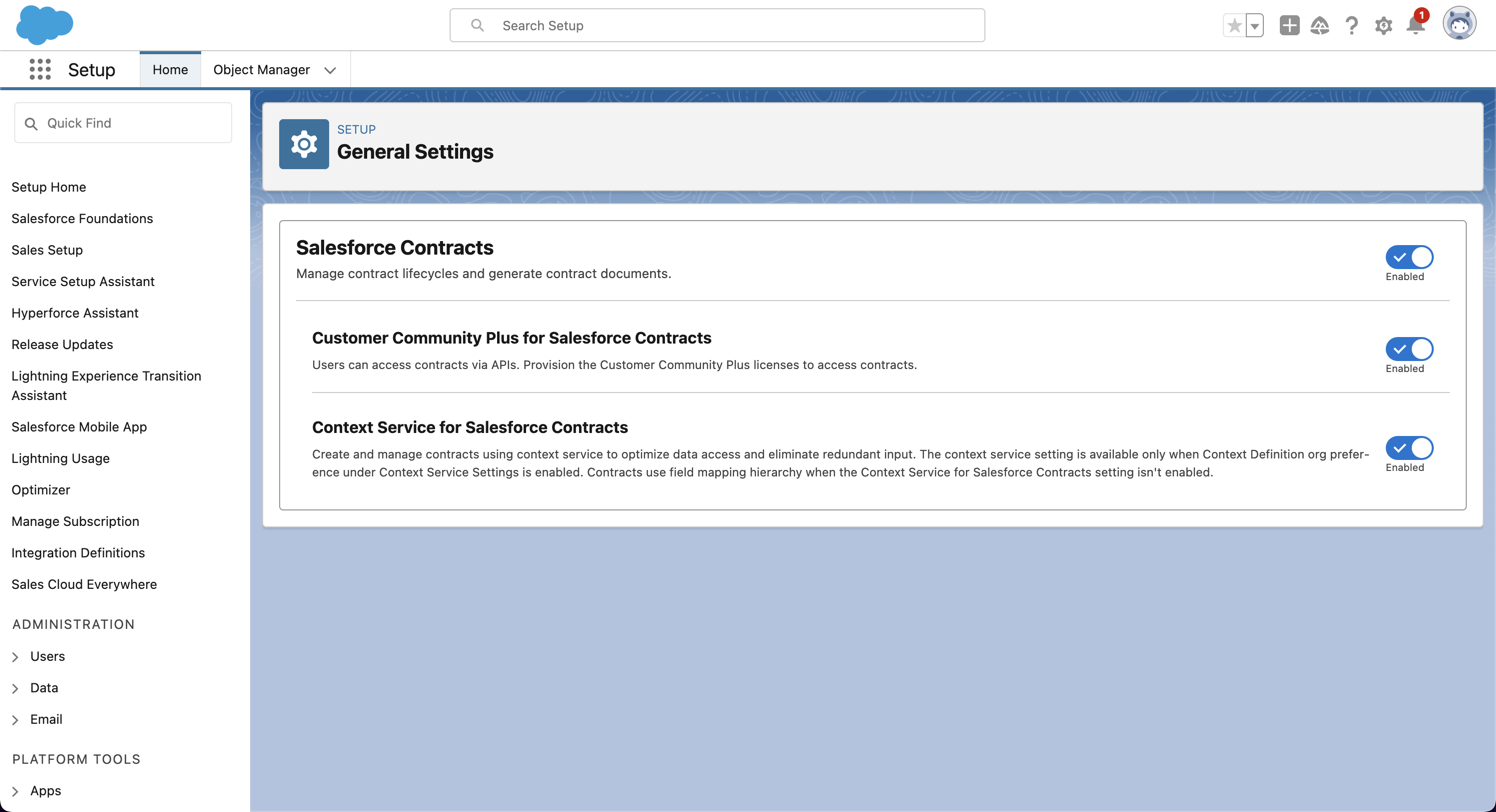 Search Setup
1
Setup
Home
Object Manager
Quick Find
Setup Home
Salesforce Foundations
Sales Setup
Service Setup Assistant
Hyperforce Assistant
Release Updates
Lightning Experience Transition
Assistant
Salesforce Mobile App
Lightning Usage
Optimizer
Manage Subscription
Integration Definitions
Sales Cloud Everywhere
ADMINISTRATION
Users
Data
Email
PLATFORM TOOLS
Apps
SETUP
General Settings
Salesforce Contracts
Manage contract lifecycles and generate contract documents.
Enabled
Customer Community Plus for Salesforce Contracts
Users can access contracts via APIs. Provision the Customer Community Plus licenses to access contracts.
Enabled
Context Service for Salesforce Contracts
Create and manage contracts using context service to optimize data access and eliminate redundant input. The context service setting is available only when Context Definition org prefer-
ence under Context Service Settings is enabled. Contracts use field mapping hierarchy when the Context Service for Salesforce Contracts setting isn't enabled.
Enabled